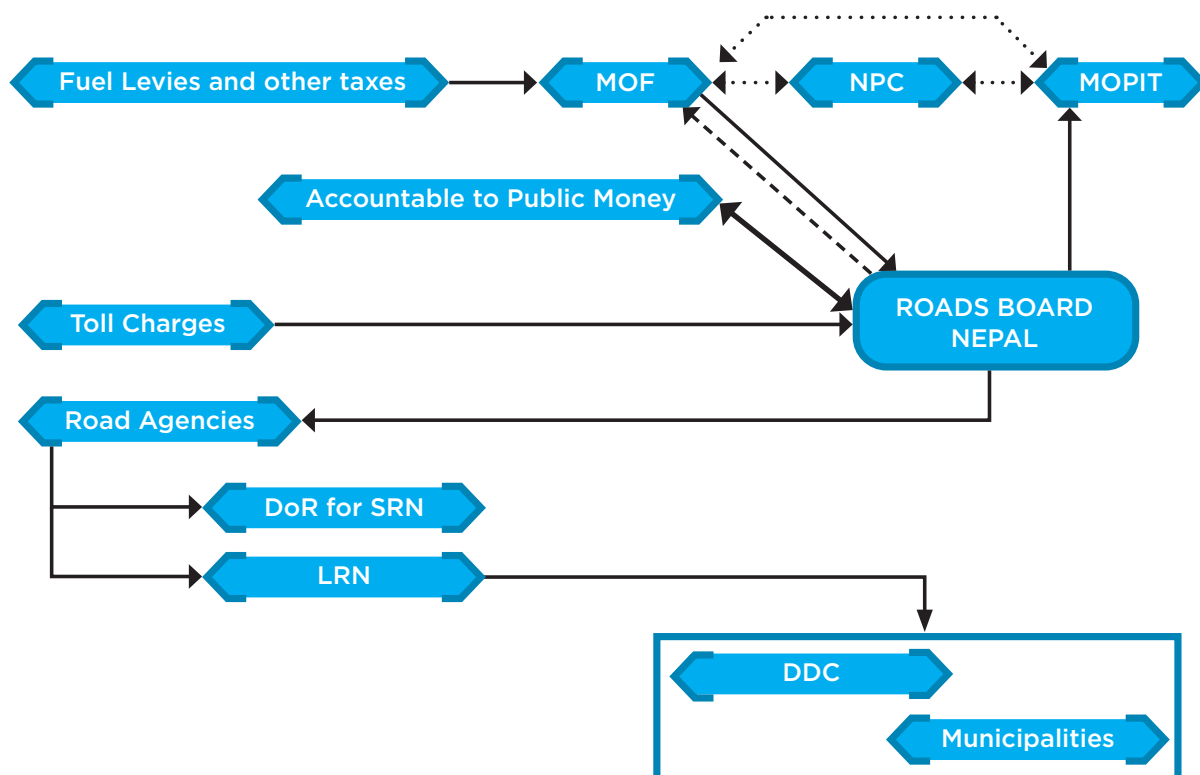 Fuel Levies and other taxes
MOF
NPC
MOPIT
Accountable to Public Money
ROADS BOARD
NEPAL
Toll Charges
Road Agencies
DoR for SRN
LRN
DDC
Municipalities